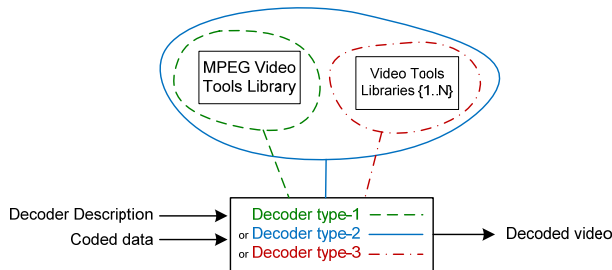 MPEG Video
Tools Library
Video Tools
Libraries {1..N}
Decoder Description
Coded data
Decoder type-1
or Decoder type-2
or Decoder type-3
Decoded video